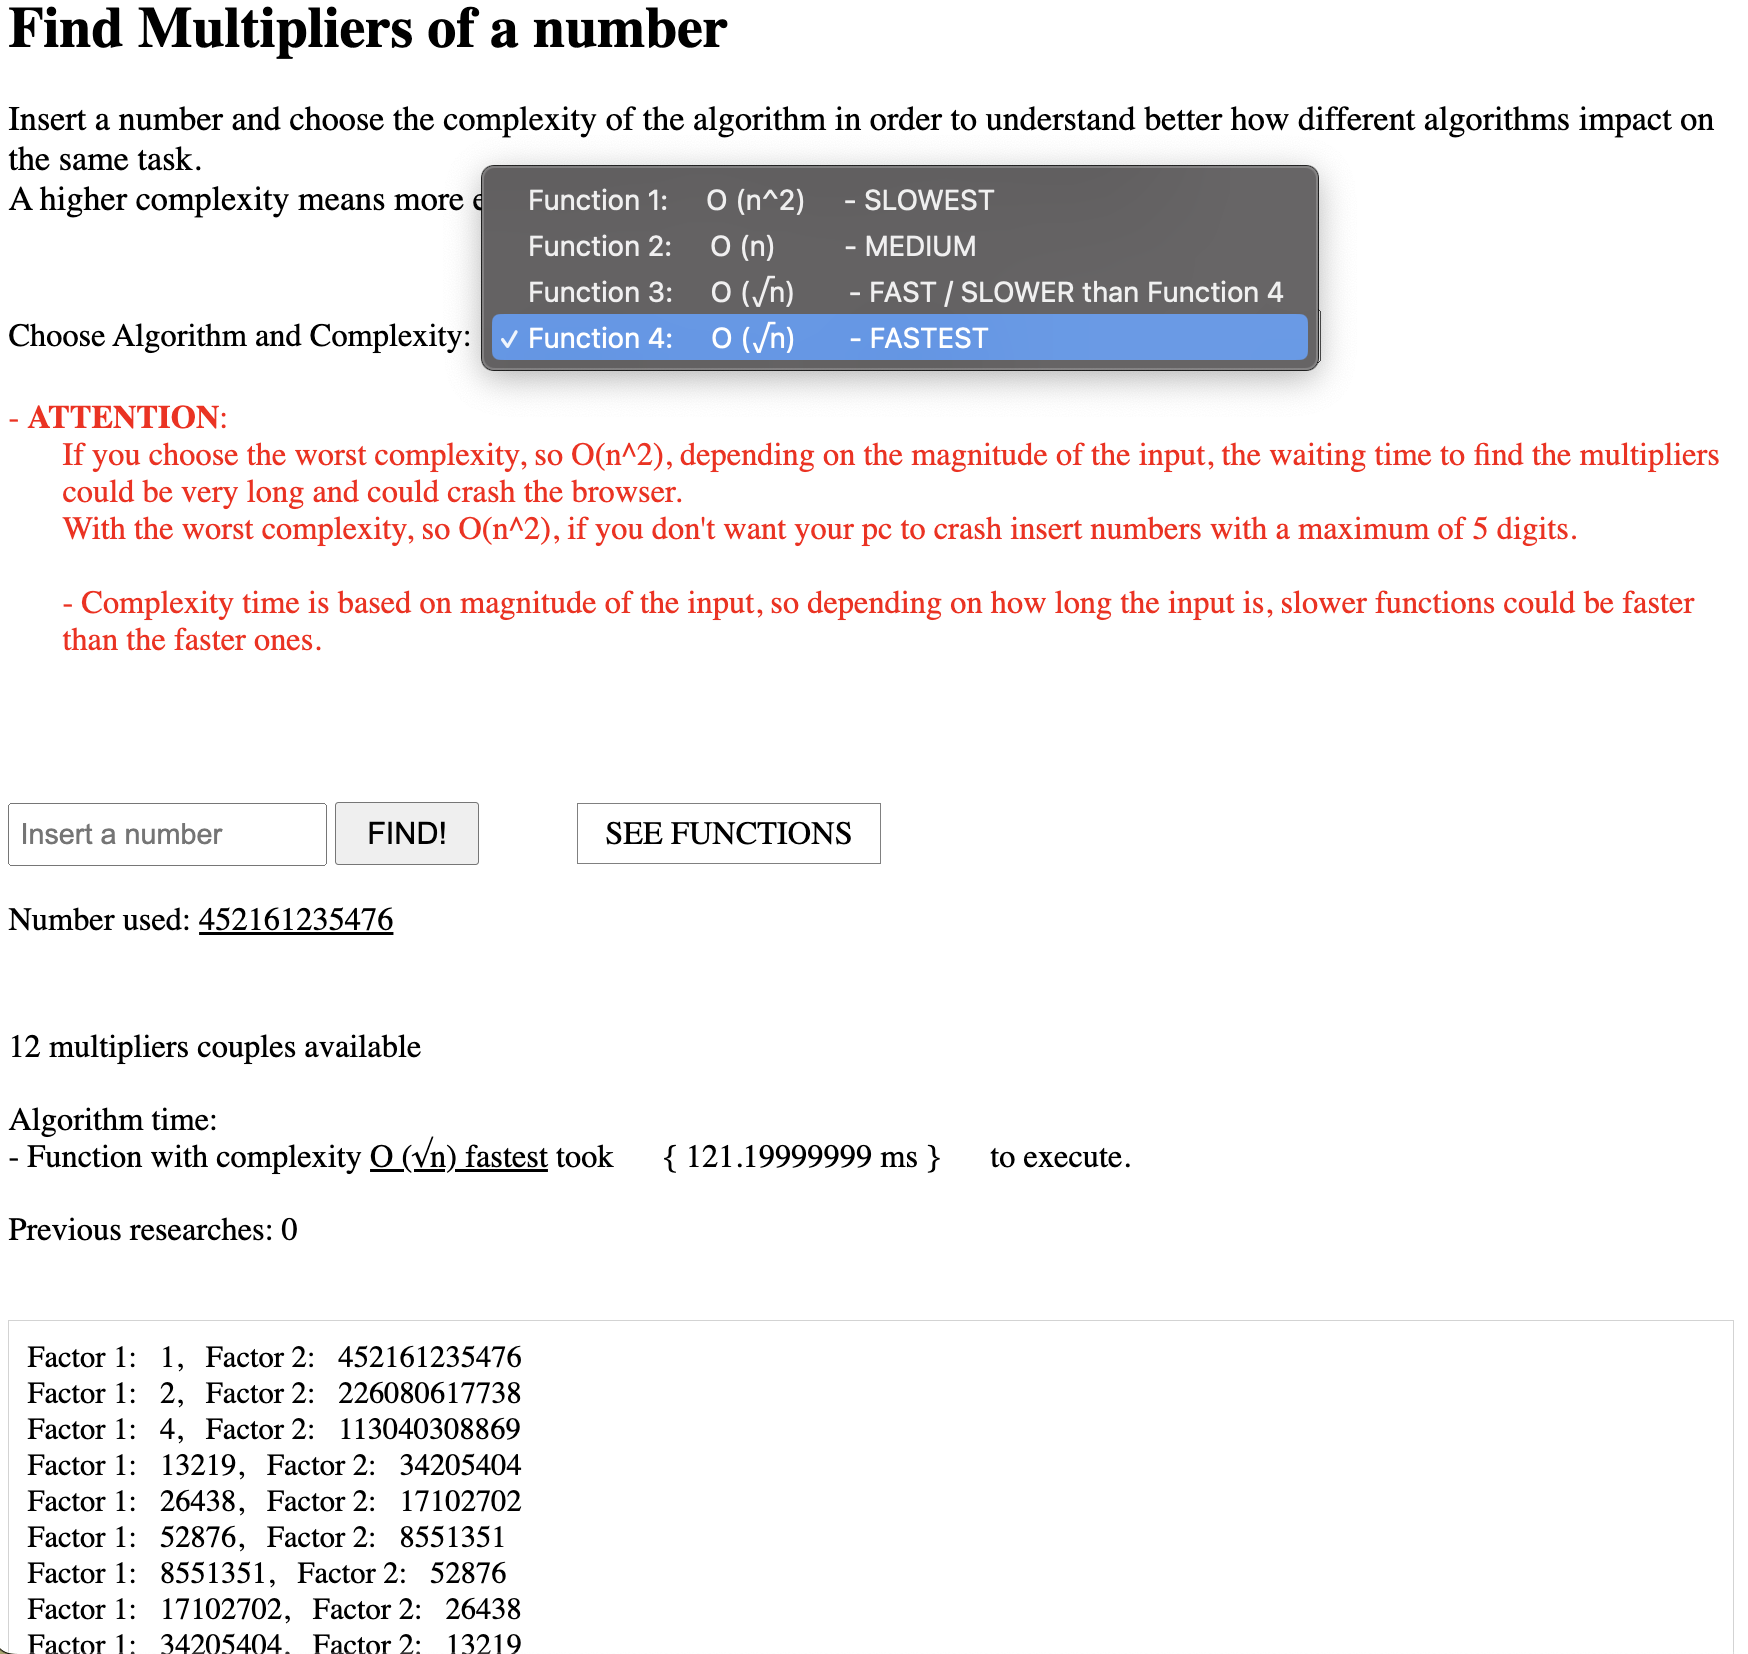 Find Multipliers of a number
Insert a number and choose the complexity of the algorithm in order to understand better how different algorithms impact on
the same task.
A higher complexity means more
Function 1: O (n^2) - SLOWEST
Function 2: O (n) - MEDIUM
Function 3: O (√n) - FAST / SLOWER than Function 4
Choose Algorithm and Complexity:
✓ Function 4: O (√n) - FASTEST
- ATTENTION:
If you choose the worst complexity, so O(n^2), depending on the magnitude of the input, the waiting time to find the multipliers
could be very long and could crash the browser.
With the worst complexity, so O(n^2), if you don't want your pc to crash insert numbers with a maximum of 5 digits.
- Complexity time is based on magnitude of the input, so depending on how long the input is, slower functions could be faster
than the faster ones.
Insert a number FIND! SEE FUNCTIONS
Number used: 452161235476
12 multipliers couples available
Algorithm time:
- Function with complexity O (√n) fastest took { 121.19999999 ms } to execute.
Previous researches: 0
Factor 1: 1, Factor 2: 452161235476
Factor 1: 2, Factor 2: 226080617738
Factor 1: 4, Factor 2: 113040308869
Factor 1: 13219, Factor 2: 34205404
Factor 1: 26438, Factor 2: 17102702
Factor 1: 52876, Factor 2: 8551351
Factor 1: 8551351, Factor 2: 52876
Factor 1: 17102702, Factor 2: 26438
Factor 1: 34205404, Factor 2: 13219